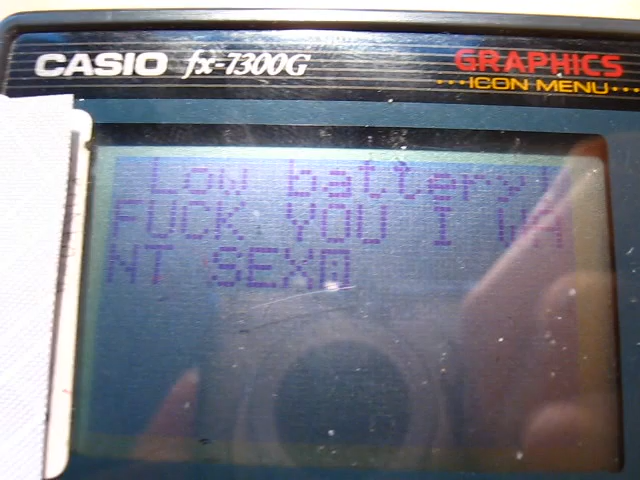 CASIO fx-7300G
GRAPHICS
ICON MENU
Low battery!
FUCK YOU I WA
NT SEX